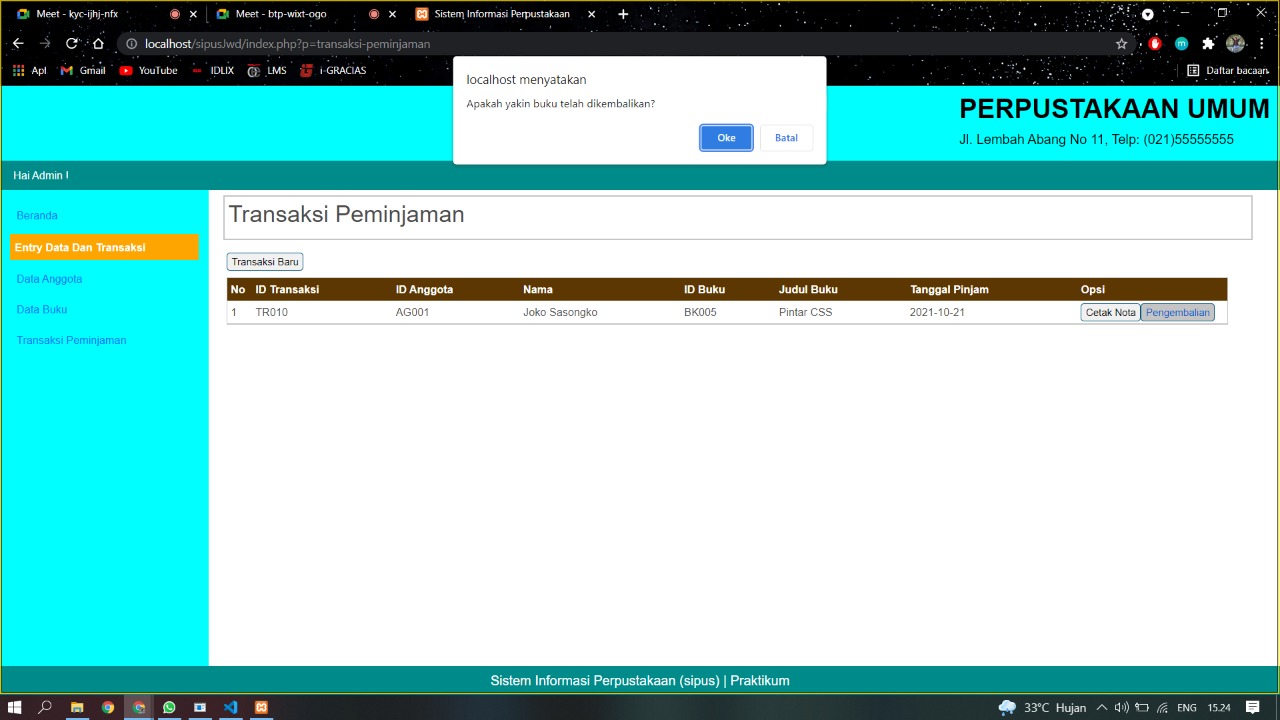 Meet - kyc-ijhj-nfx
Meet - btp-wixt-ogo
Sistem Informasi Perpustakaan
localhost/sipusJwd/index.php?p=transaksi-peminjaman
Apl
Gmail
YouTube
IDLIX
LMS
i-GRACIAS
Daftar bacaan
localhost menyatakan
Apakah yakin buku telah dikembalikan?
Oke
Batal
PERPUSTAKAAN UMUM
Jl. Lembah Abang No 11, Telp: (021)55555555
Hai Admin !
Beranda
Entry Data Dan Transaksi
Data Anggota
Data Buku
Transaksi Peminjaman
Transaksi Peminjaman
Transaksi Baru
No ID Transaksi ID Anggota Nama ID Buku Judul Buku Tanggal Pinjam Opsi
1 TR010 AG001 Joko Sasongko BK005 Pintar CSS 2021-10-21 Cetak Nota Pengembalian
Sistem Informasi Perpustakaan (sipus) | Praktikum
33°C Hujan
ENG
15.24